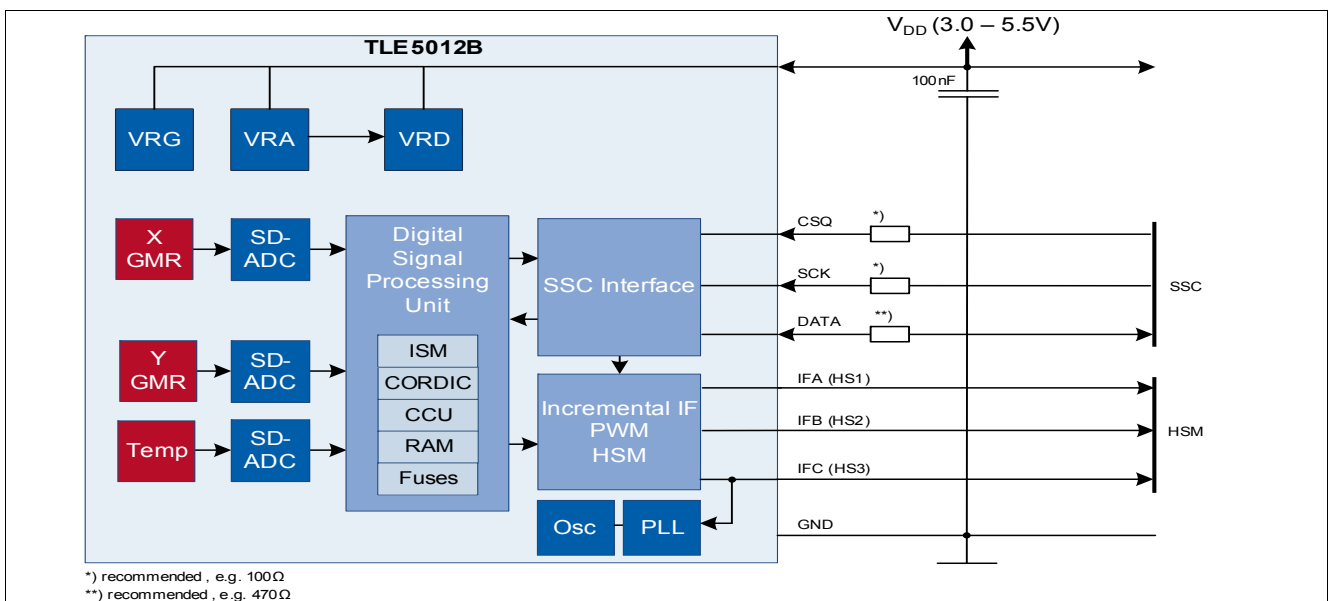 V_DD (3.0 – 5.5V)
TLE5012B
100nF
VRG
VRA
VRD
X
GMR
SD-
ADC
Digital
Signal
Processing
Unit
SSC Interface
CSQ
*)
SCK
*)
SSC
DATA
**)
Y
GMR
SD-
ADC
ISM
CORDIC
CCU
RAM
Fuses
Incremental IF
PWM
HSM
IFA (HS1)
IFB (HS2)
HSM
IFC (HS3)
Temp
SD-
ADC
Osc
PLL
GND
*) recommended , e.g. 100Ω
**) recommended , e.g. 470Ω